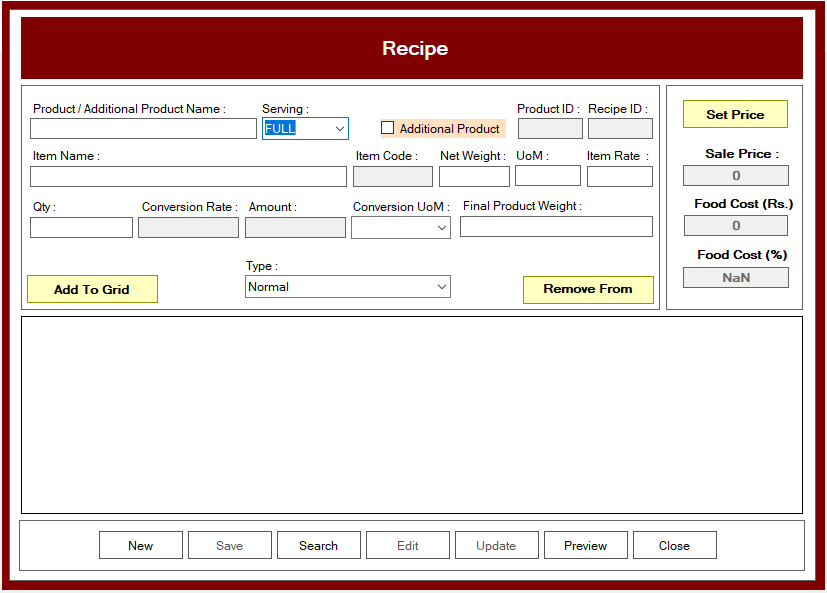 Recipe
Product / Additional Product Name :
Serving :
FULL
Additional Product
Product ID :
Recipe ID :
Item Name :
Item Code :
Net Weight :
UoM :
Item Rate :
Qty :
Conversion Rate :
Amount :
Conversion UoM :
Final Product Weight :
Add To Grid
Type :
Normal
Remove From
Set Price
Sale Price :
0
Food Cost (Rs.)
0
Food Cost (%)
NaN
New
Save
Search
Edit
Update
Preview
Close